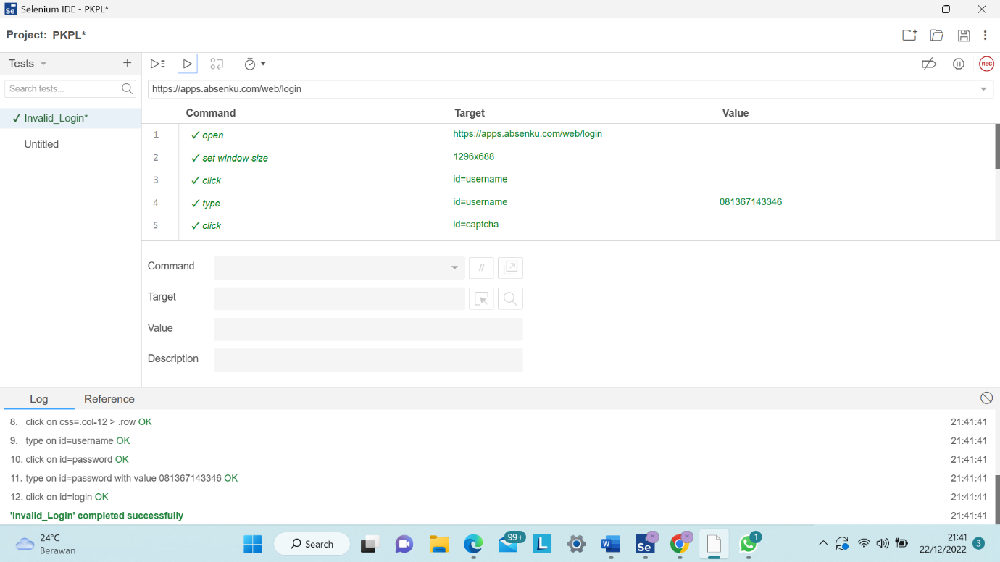 Se Selenium IDE - PKPL*
Project: PKPL*
Tests
Search tests...
✓ Invalid_Login*
Untitled
REC
https://apps.absenku.com/web/login
Command Target Value
1 ✓ open https://apps.absenku.com/web/login
2 ✓ set window size 1296x688
3 ✓ click id=username
4 ✓ type id=username 081367143346
5 ✓ click id=captcha
Command //
Target
Value
Description
Log Reference
8. click on css=.col-12 > .row OK 21:41:41
9. type on id=username OK 21:41:41
10. click on id=password OK 21:41:41
11. type on id=password with value 081367143346 OK 21:41:41
12. click on id=login OK 21:41:41
'Invalid_Login' completed successfully 21:41:41
24°C
Berawan
Search
99+
L
W
Se
1
21:41
22/12/2022
3